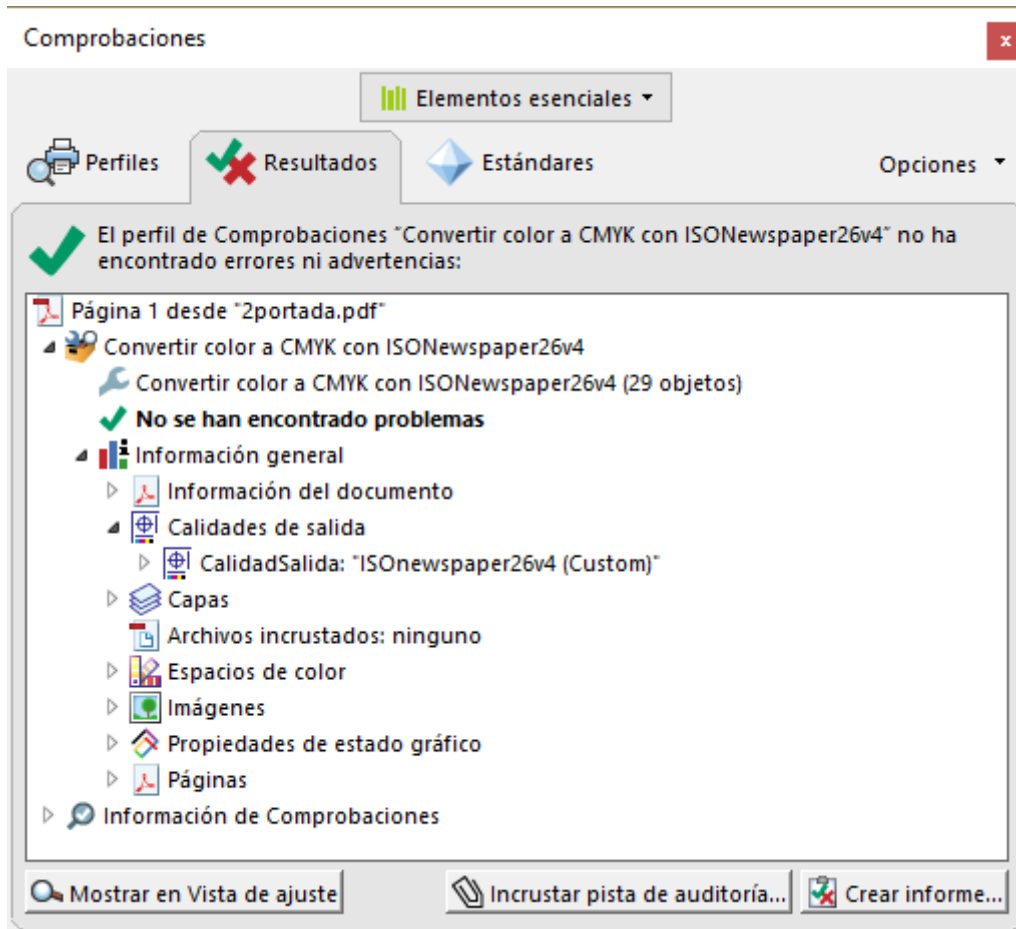 Comprobaciones
x
Elementos esenciales
Perfiles
Resultados
Estándares
Opciones
El perfil de Comprobaciones "Convertir color a CMYK con ISONewspaper26v4" no ha
encontrado errores ni advertencias:
Página 1 desde "2portada.pdf"
Convertir color a CMYK con ISONewspaper26v4
Convertir color a CMYK con ISONewspaper26v4 (29 objetos)
No se han encontrado problemas
Información general
Información del documento
Calidades de salida
CalidadSalida: "ISOnewspaper26v4 (Custom)"
Capas
Archivos incrustados: ninguno
Espacios de color
Imágenes
Propiedades de estado gráfico
Páginas
Información de Comprobaciones
Mostrar en Vista de ajuste
Incrustar pista de auditoría...
Crear informe...